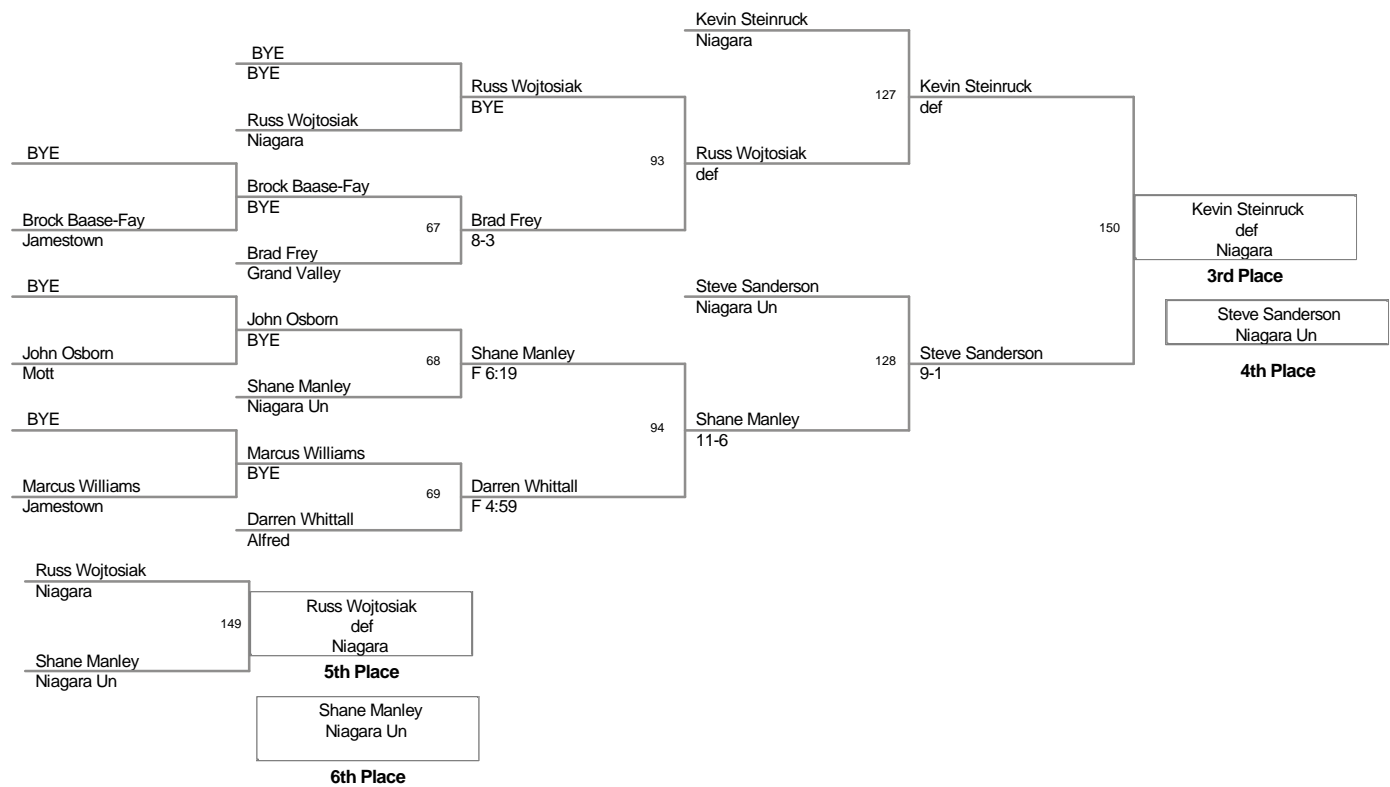 Kevin Steinruck
Niagara
BYE
BYE
Russ Wojtosiak
BYE
127
Kevin Steinruck
def
Russ Wojtosiak
Niagara
BYE
93
Russ Wojtosiak
def
Brock Baase-Fay
BYE
Brock Baase-Fay
Jamestown
67
Brad Frey
8-3
150
Kevin Steinruck
def
Niagara
3rd Place
Brad Frey
Grand Valley
BYE
Steve Sanderson
Niagara Un
Steve Sanderson
Niagara Un
4th Place
John Osborn
BYE
John Osborn
Mott
68
Shane Manley
F 6:19
128
Steve Sanderson
9-1
Shane Manley
Niagara Un
BYE
94
Shane Manley
11-6
Marcus Williams
BYE
Marcus Williams
Jamestown
69
Darren Whittall
F 4:59
Darren Whittall
Alfred
Russ Wojtosiak
Niagara
149
Russ Wojtosiak
def
Niagara
5th Place
Shane Manley
Niagara Un
Shane Manley
Niagara Un
6th Place